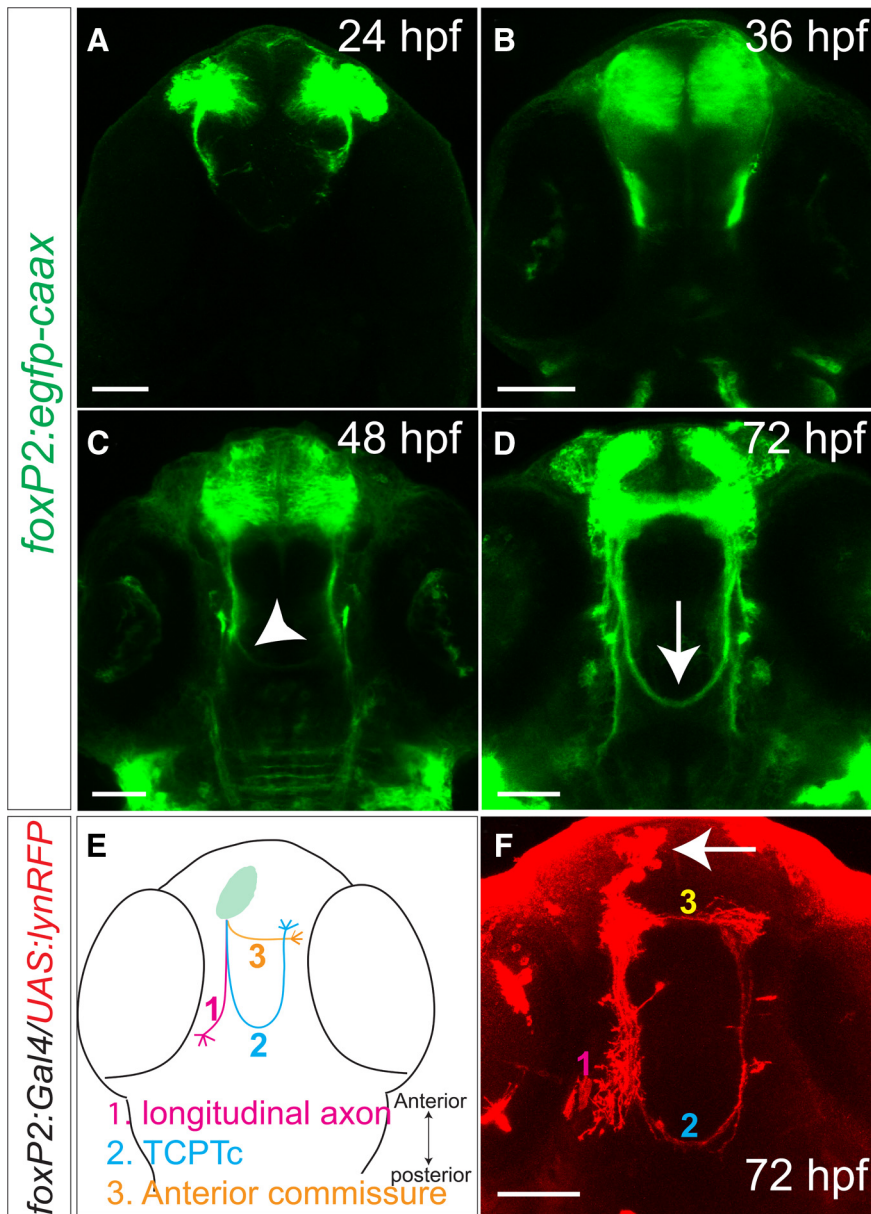 foxP2:egfp-caax
A
24 hpf
B
36 hpf
C
48 hpf
D
72 hpf
foxP2:Gal4/UAS:lynRFP
E
1
2
3
1. longitudinal axon
2. TCPTc
3. Anterior commissure
Anterior
posterior
F
3
1
2
72 hpf